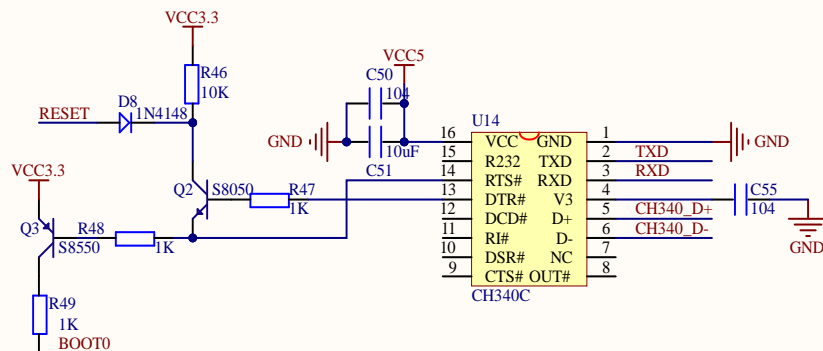 VCC3.3
VCC5
R46
10K
C50
104
D8
1N4148
RESET
U14
GND
10uF
C51
16 VCC GND 1
GND
15 R232 TXD 2 TXD
14 RTS# RXD 3 RXD
13 DTR# V3 4
12 DCD# D+ 5 CH340_D+
11 RI# D- 6 CH340_D-
10 DSR# NC 7
9 CTS# OUT# 8
CH340C
C55
104
GND
VCC3.3
Q2
S8050
R47
1K
Q3
S8550
R48
1K
R49
1K
BOOT0